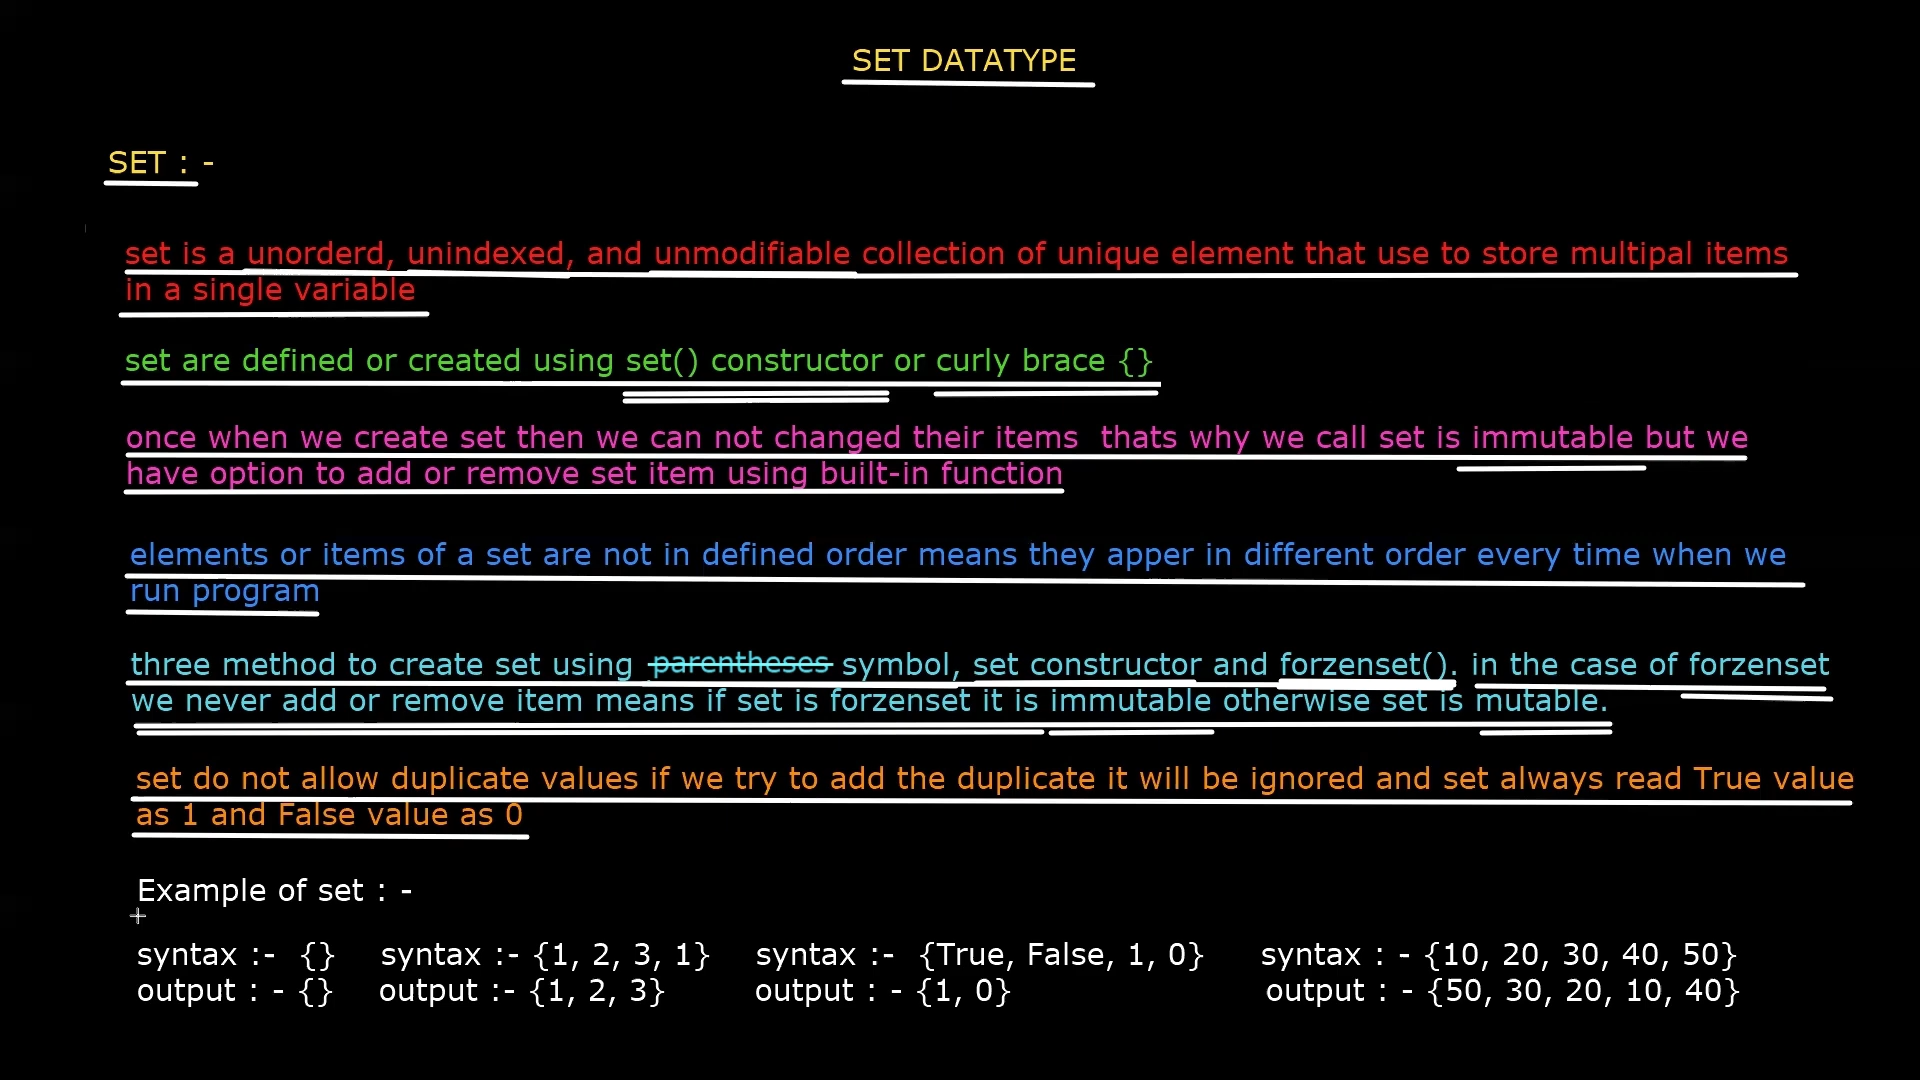 SET DATATYPE
SET : -
set is a unorderd, unindexed, and unmodifiable collection of unique element that use to store multipal items
in a single variable
set are defined or created using set() constructor or curly brace {}
once when we create set then we can not changed their items  thats why we call set is immutable but we
have option to add or remove set item using built-in function
elements or items of a set are not in defined order means they apper in different order every time when we
run program
three method to create set using parentheses symbol, set constructor and forzenset(). in the case of forzenset
we never add or remove item means if set is forzenset it is immutable otherwise set is mutable.
set do not allow duplicate values if we try to add the duplicate it will be ignored and set always read True value
as 1 and False value as 0
Example of set : -
syntax :-  {}    syntax :- {1, 2, 3, 1}    syntax :-  {True, False, 1, 0}    syntax : - {10, 20, 30, 40, 50}
output : - {}    output :- {1, 2, 3}    output : - {1, 0}    output : - {50, 30, 20, 10, 40}